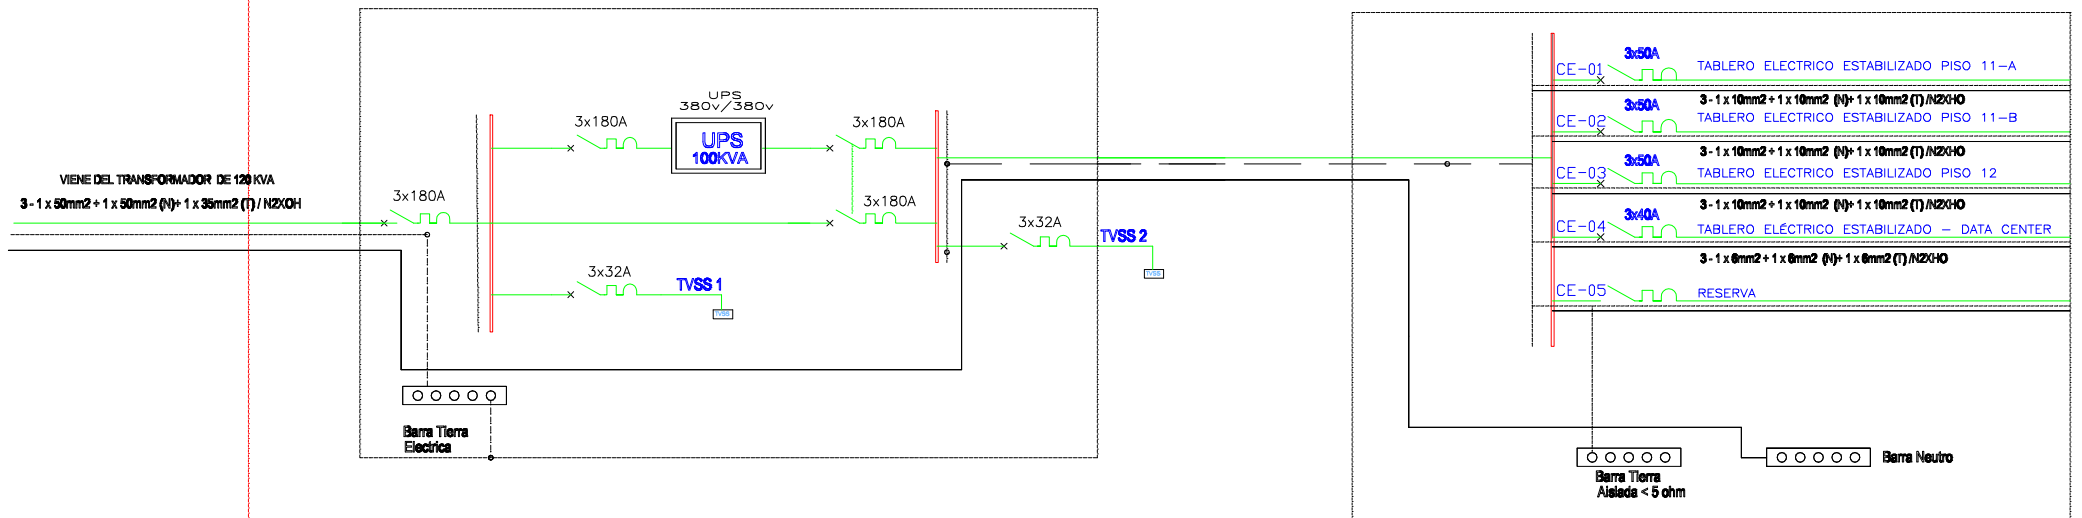 VIENE DEL TRANSFORMADOR DE 120 KVA
3 - 1 x 50mm2 + 1 x 50mm2 (N)+ 1 x 35mm2 (T) / N2XOH
3x180A
3x180A
UPS
380v/380v
UPS
100KVA
3x180A
3x180A
3x32A
TVSS 1
TVSS
3x32A
TVSS 2
TVSS
Barra Tierra
Electrica
CE-01
3x50A
TABLERO ELECTRICO ESTABILIZADO PISO 11-A
3 - 1 x 10mm2 + 1 x 10mm2 (N)+ 1 x 10mm2 (T) /N2XHO
CE-02
3x50A
TABLERO ELECTRICO ESTABILIZADO PISO 11-B
3 - 1 x 10mm2 + 1 x 10mm2 (N)+ 1 x 10mm2 (T) /N2XHO
CE-03
3x50A
TABLERO ELECTRICO ESTABILIZADO PISO 12
3 - 1 x 10mm2 + 1 x 10mm2 (N)+ 1 x 10mm2 (T) /N2XHO
CE-04
3x40A
TABLERO ELÉCTRICO ESTABILIZADO - DATA CENTER
3 - 1 x 6mm2 + 1 x 6mm2 (N)+ 1 x 6mm2 (T) /N2XHO
CE-05
RESERVA
Barra Tierra
Aislada < 5 ohm
Barra Neutro